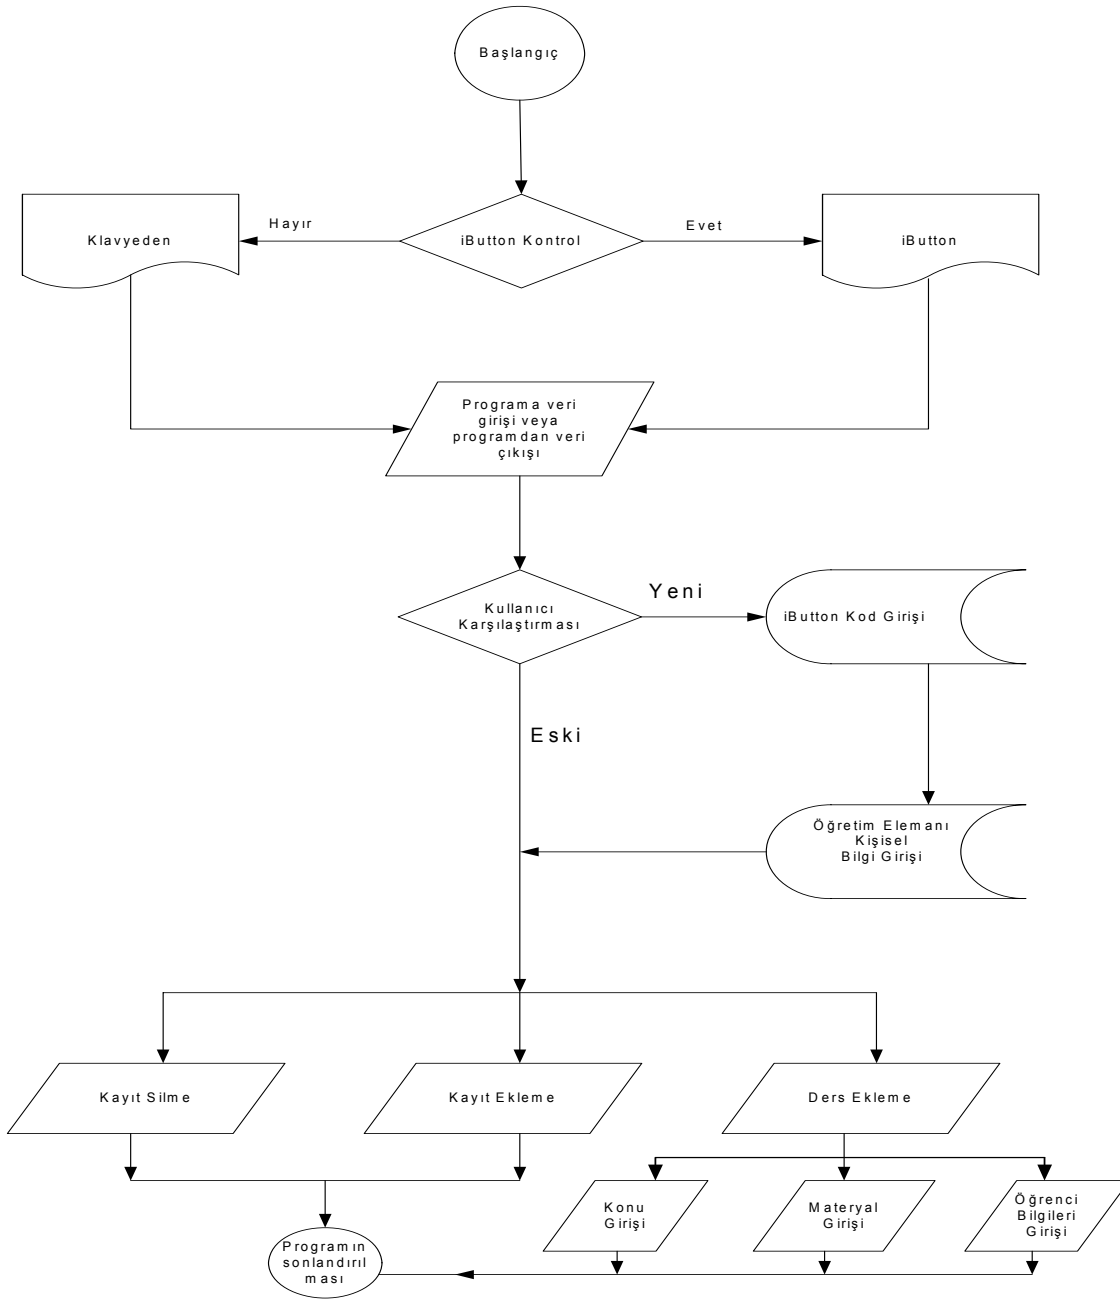 Başlangıç
Hayır
Evet
Klavyeden
iButton Kontrol
iButton
Programa veri
girişi veya
programdan veri
çıkışı
Yeni
Kullanıcı
Karşılaştırması
iButton Kod Girişi
Eski
Öğretim Elemanı
Kişisel
Bilgi Girişi
Kayıt Silme
Kayıt Ekleme
Ders Ekleme
Konu
Girişi
Materyal
Girişi
Öğrenci
Bilgileri
Girişi
Programın
sonlandırıl
ması